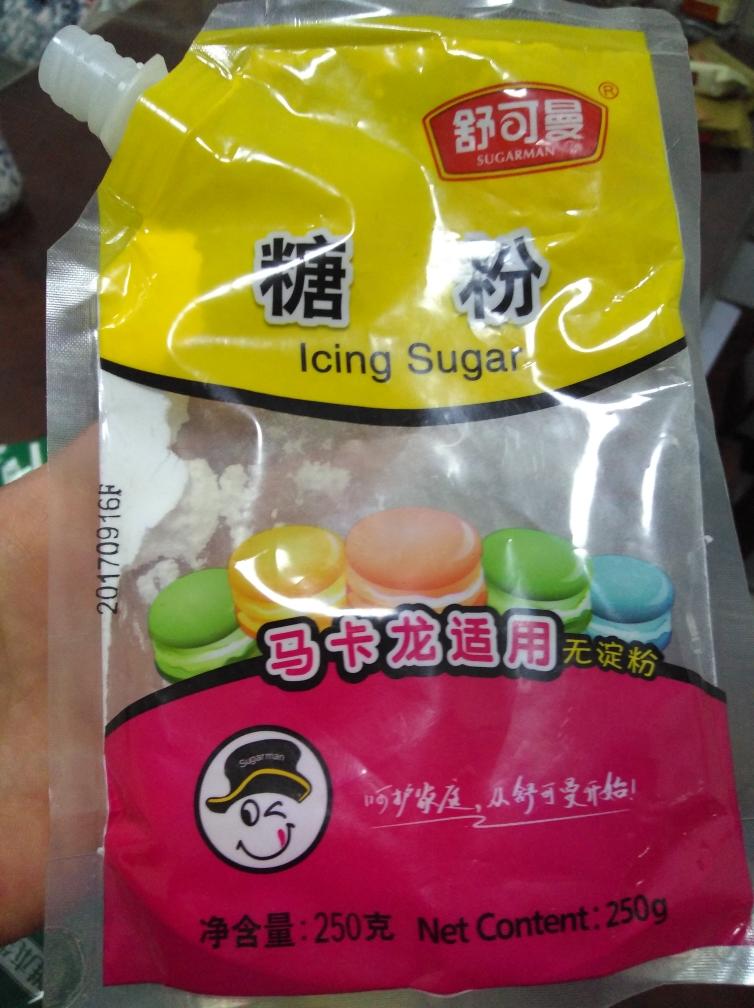 舒可曼®
SUGARMAN
糖 粉
Icing Sugar
20170916F
马卡龙适用 无淀粉
Sugarman
呵护家庭,从舒可曼开始!
净含量:250克 Net Content:250g